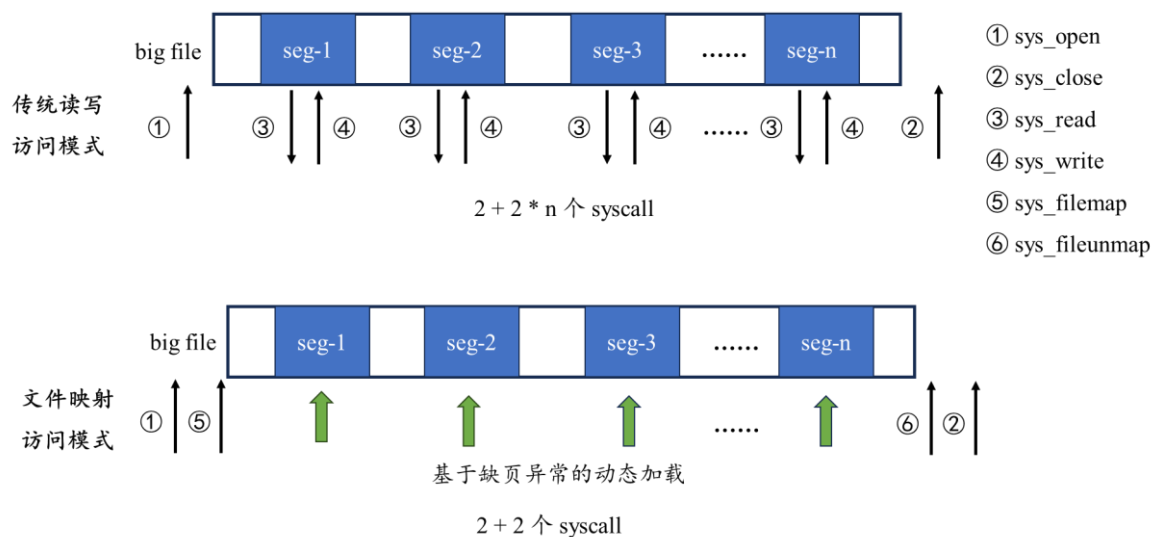 big file seg-1 seg-2 seg-3 …… seg-n
传统读写
访问模式
① ③ ④ ③ ④ ③ ④ …… ③ ④ ②
2 + 2 * n 个 syscall
① sys_open
② sys_close
③ sys_read
④ sys_write
⑤ sys_filemap
⑥ sys_fileunmap
big file seg-1 seg-2 seg-3 …… seg-n
文件映射
访问模式
① ⑤ …… ⑥ ②
基于缺页异常的动态加载
2 + 2 个 syscall